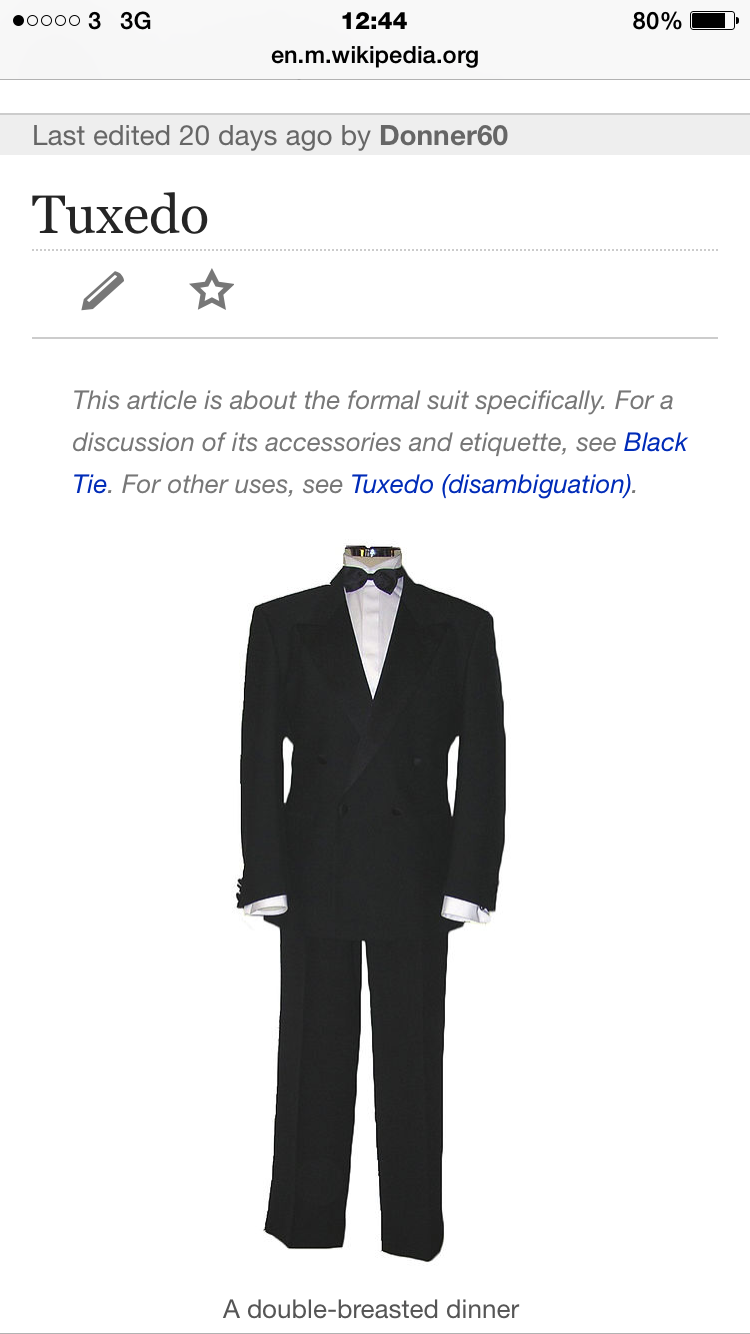 3 3G 12:44 80%
en.m.wikipedia.org
Last edited 20 days ago by Donner60
Tuxedo
This article is about the formal suit specifically. For a
discussion of its accessories and etiquette, see Black
Tie. For other uses, see Tuxedo (disambiguation).
A double-breasted dinner